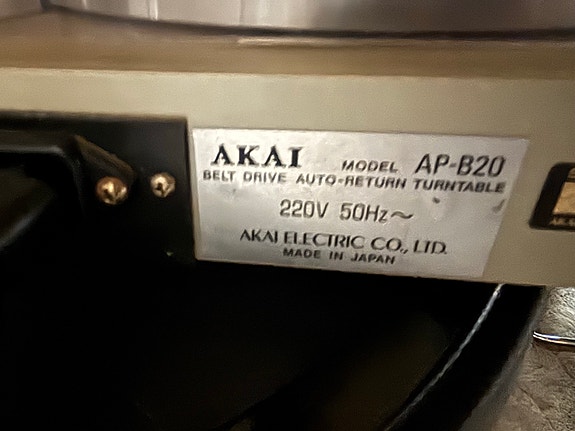 AKAI MODEL AP-B20
BELT DRIVE AUTO-RETURN TURNTABLE
220V 50Hz~
AKAI ELECTRIC CO., LTD.
MADE IN JAPAN